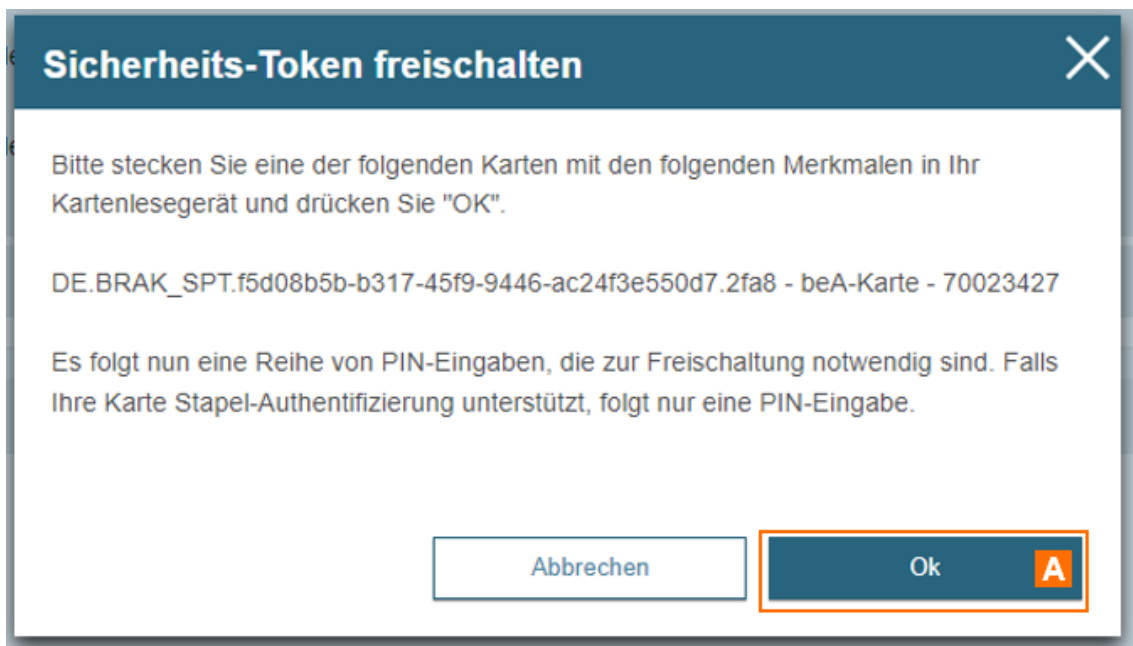 Sicherheits-Token freischalten
Bitte stecken Sie eine der folgenden Karten mit den folgenden Merkmalen in Ihr
Kartenlesegerät und drücken Sie "OK".
DE.BRAK_SPT.f5d08b5b-b317-45f9-9446-ac24f3e550d7.2fa8 - beA-Karte - 70023427
Es folgt nun eine Reihe von PIN-Eingaben, die zur Freischaltung notwendig sind. Falls
Ihre Karte Stapel-Authentifizierung unterstützt, folgt nur eine PIN-Eingabe.
Abbrechen
Ok A